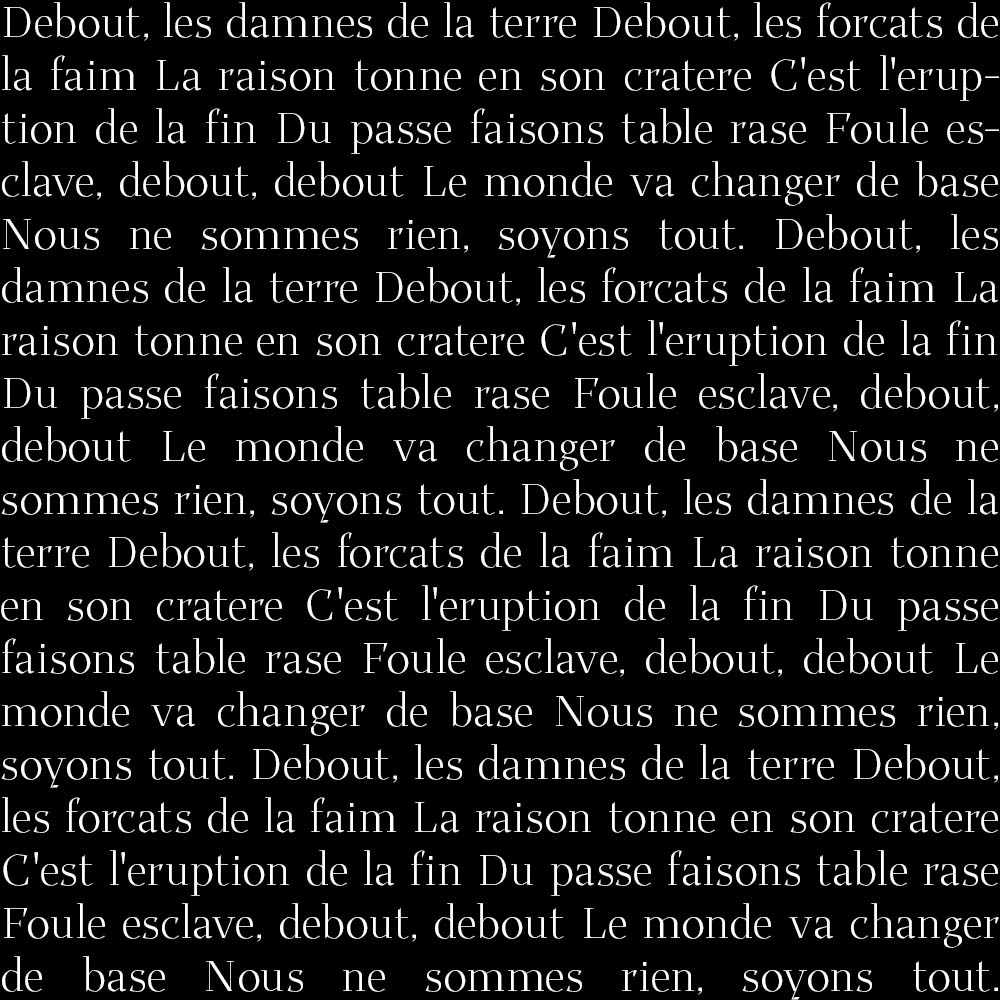 Debout, les damnes de la terre Debout, les forcats de
la faim La raison tonne en son cratere C'est l'erup-
tion de la fin Du passe faisons table rase Foule es-
clave, debout, debout Le monde va changer de base
Nous ne sommes rien, soyons tout. Debout, les
damnes de la terre Debout, les forcats de la faim La
raison tonne en son cratere C'est l'eruption de la fin
Du passe faisons table rase Foule esclave, debout,
debout Le monde va changer de base Nous ne
sommes rien, soyons tout. Debout, les damnes de la
terre Debout, les forcats de la faim La raison tonne
en son cratere C'est l'eruption de la fin Du passe
faisons table rase Foule esclave, debout, debout Le
monde va changer de base Nous ne sommes rien,
soyons tout. Debout, les damnes de la terre Debout,
les forcats de la faim La raison tonne en son cratere
C'est l'eruption de la fin Du passe faisons table rase
Foule esclave, debout, debout Le monde va changer
de base Nous ne sommes rien, soyons tout.